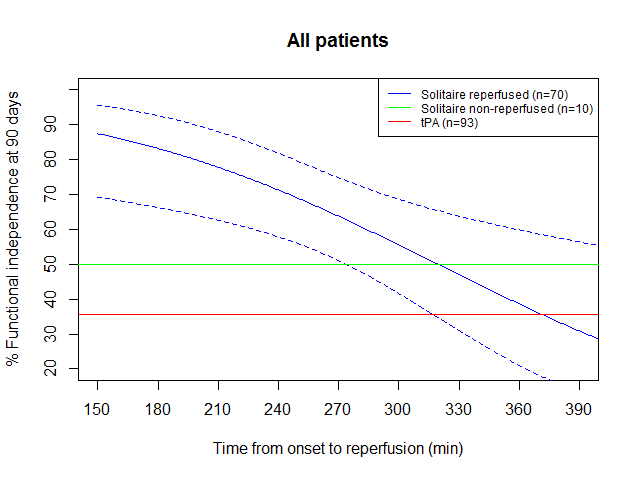 All patients
Solitaire reperfused (n=70)
Solitaire non-reperfused (n=10)
tPA (n=93)
% Functional independence at 90 days
90
80
70
60
50
40
30
20
150 180 210 240 270 300 330 360 390
Time from onset to reperfusion (min)